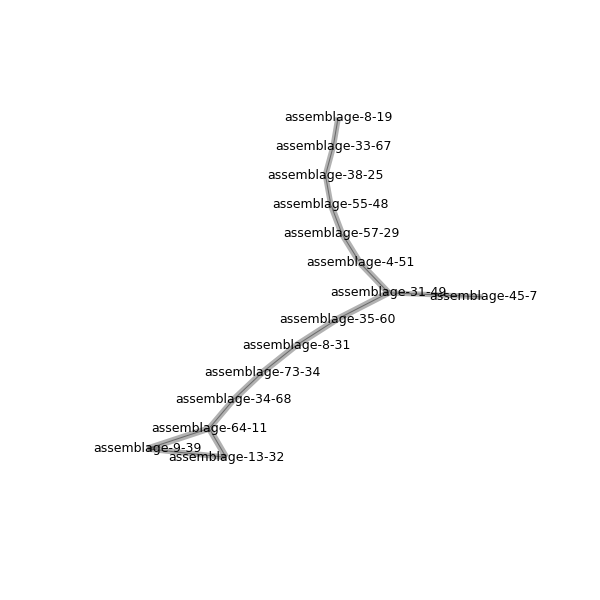 assemblage-8-19
assemblage-33-67
assemblage-38-25
assemblage-55-48
assemblage-57-29
assemblage-4-51
assemblage-31-49
assemblage-45-7
assemblage-35-60
assemblage-8-31
assemblage-73-34
assemblage-34-68
assemblage-64-11
assemblage-9-39
assemblage-13-32